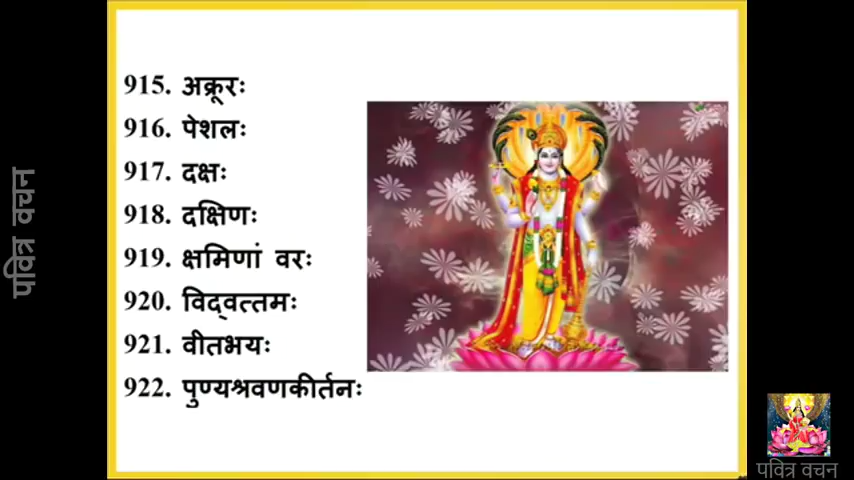 915. अक्रूरः
916. पेशलः
917. दक्षः
918. दक्षिणः
919. क्षमिणां वरः
920. विद्वत्तमः
921. वीतभयः
922. पुण्यश्रवणकीर्तनः
पवित्र वचन
पवित्र वचन